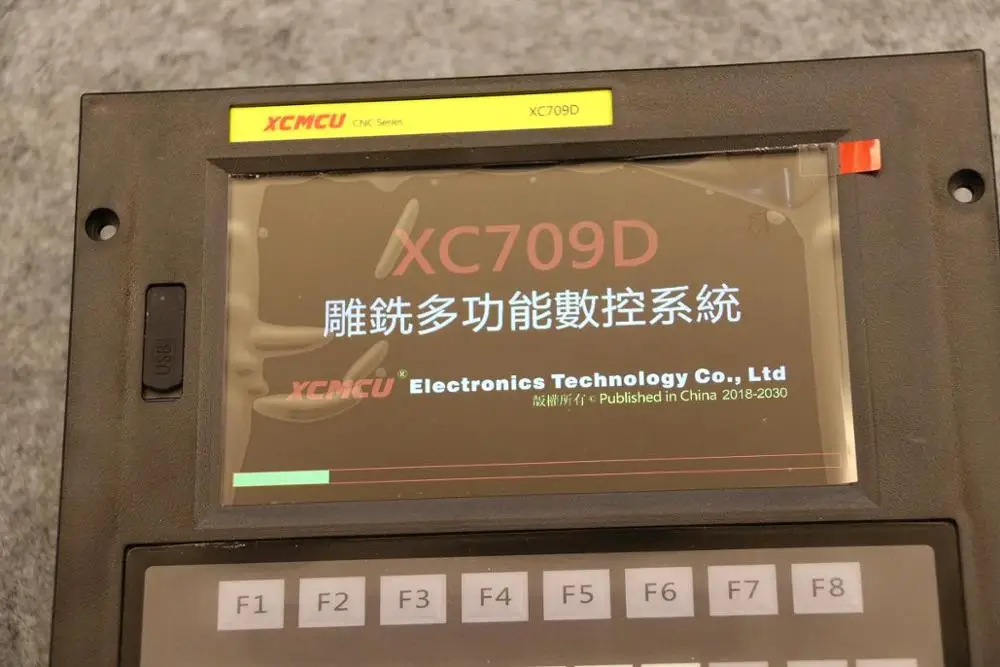 XCMCU CNC Series XC709D
XC709D
雕銑多功能數控系統
XCMCU® Electronics Technology Co., Ltd
版權所有 © Published in China 2018-2030
USB
F1 F2 F3 F4 F5 F6 F7 F8